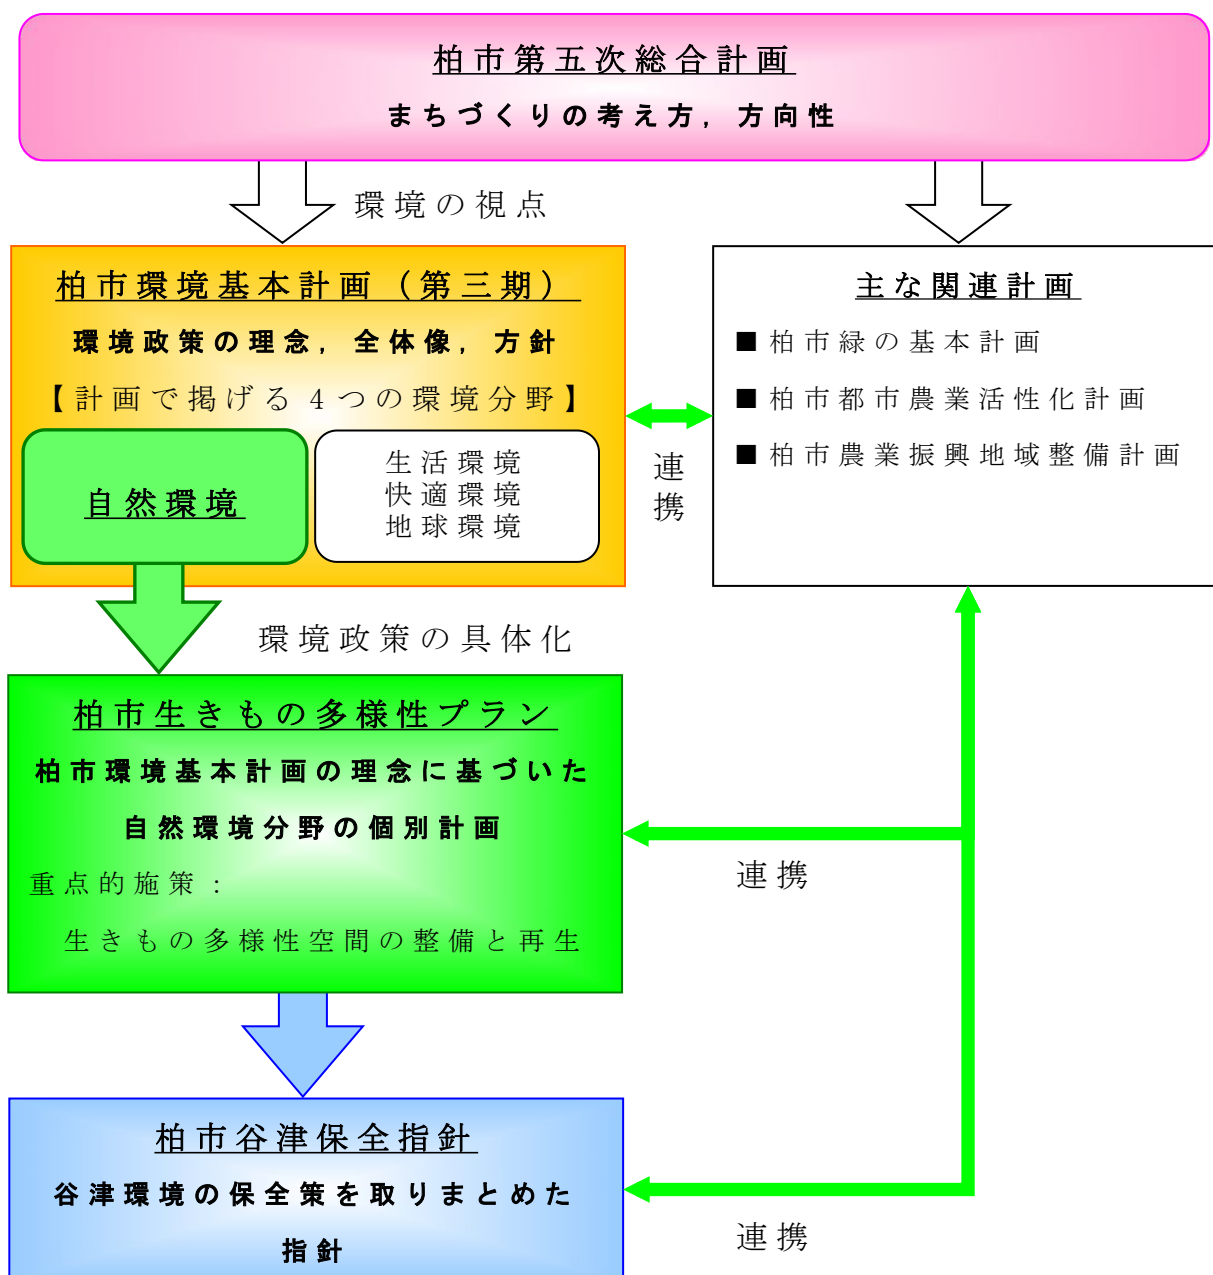 柏市第五次総合計画
まちづくりの考え方，方向性
環境の視点
柏市環境基本計画（第三期）
環境政策の理念，全体像，方針
【計画で掲げる4つの環境分野】
自然環境
生活環境
快適環境
地球環境
連携
主な関連計画
■柏市緑の基本計画
■柏市都市農業活性化計画
■柏市農業振興地域整備計画
環境政策の具体化
柏市生きもの多様性プラン
柏市環境基本計画の理念に基づいた
自然環境分野の個別計画
重点的施策：
生きもの多様性空間の整備と再生
連携
柏市谷津保全指針
谷津環境の保全策を取りまとめた
指針
連携